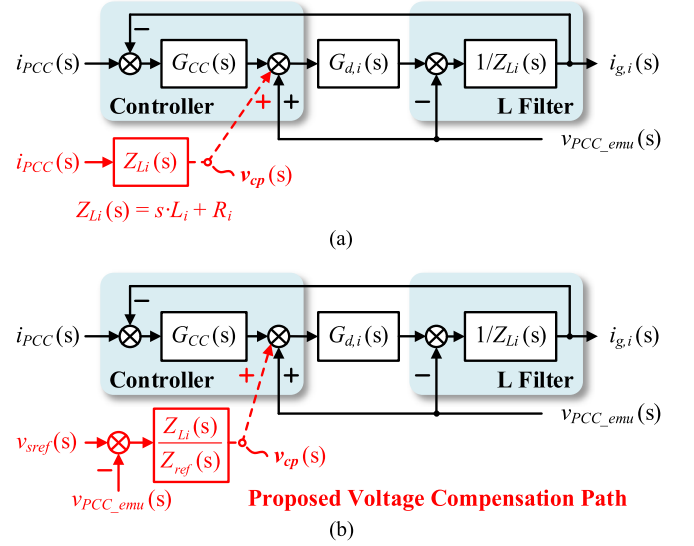 −
i_PCC(s) G_CC(s) G_d,i(s) 1/Z_Li(s) i_g,i(s)
+ + −
Controller L Filter
v_PCC_emu(s)
i_PCC(s) Z_Li(s) v_cp(s)
Z_Li(s) = s·L_i + R_i
(a)
−
i_PCC(s) G_CC(s) G_d,i(s) 1/Z_Li(s) i_g,i(s)
+ + −
Controller L Filter
v_PCC_emu(s)
Z_Li(s)
v_sref(s) v_cp(s)
Z_ref(s)
−
v_PCC_emu(s) Proposed Voltage Compensation Path
(b)